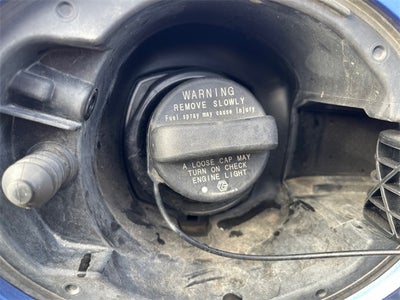 WARNING
REMOVE SLOWLY
Fuel spray may cause injury
A LOOSE CAP MAY
TURN ON CHECK
ENGINE LIGHT